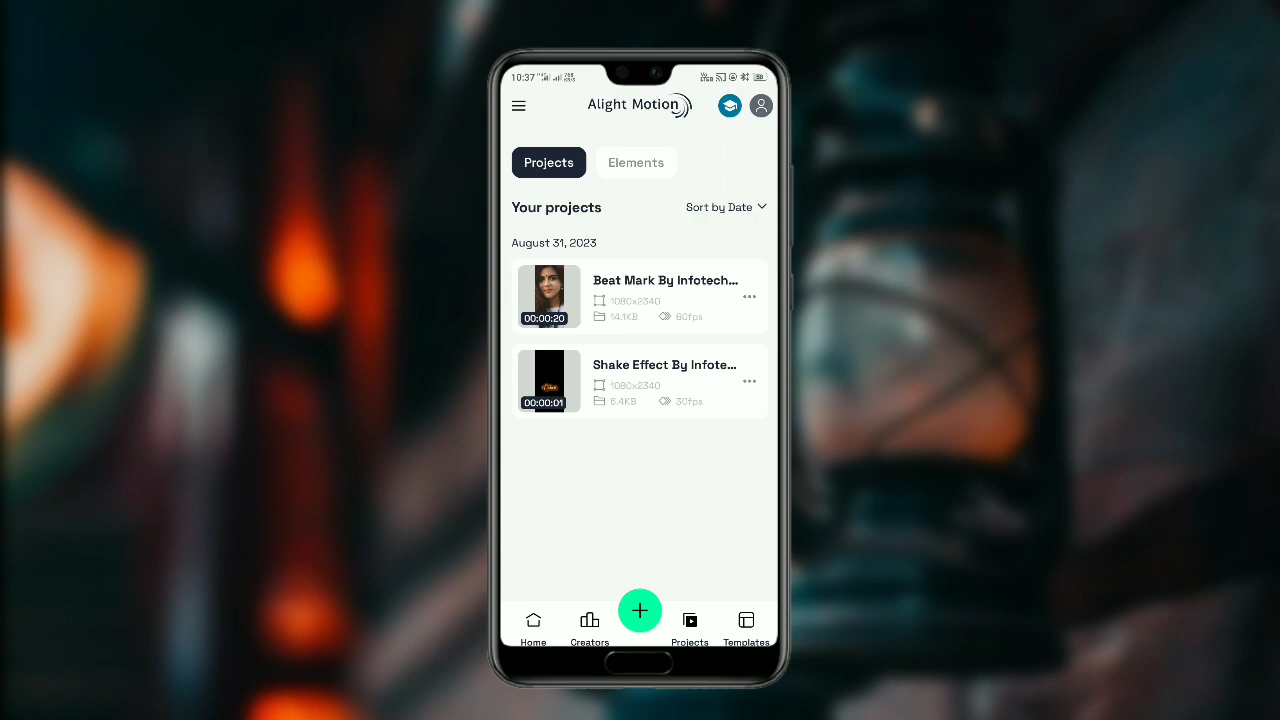 10:37
Alight Motion
Projects
Elements
Your projects
Sort by Date
August 31, 2023
Beat Mark By Infotech...
1080x2340
14.1KB
60fps
00:00:20
Shake Effect By Infote...
1080x2340
6.4KB
30fps
00:00:01
Home
Creators
Projects
Templates